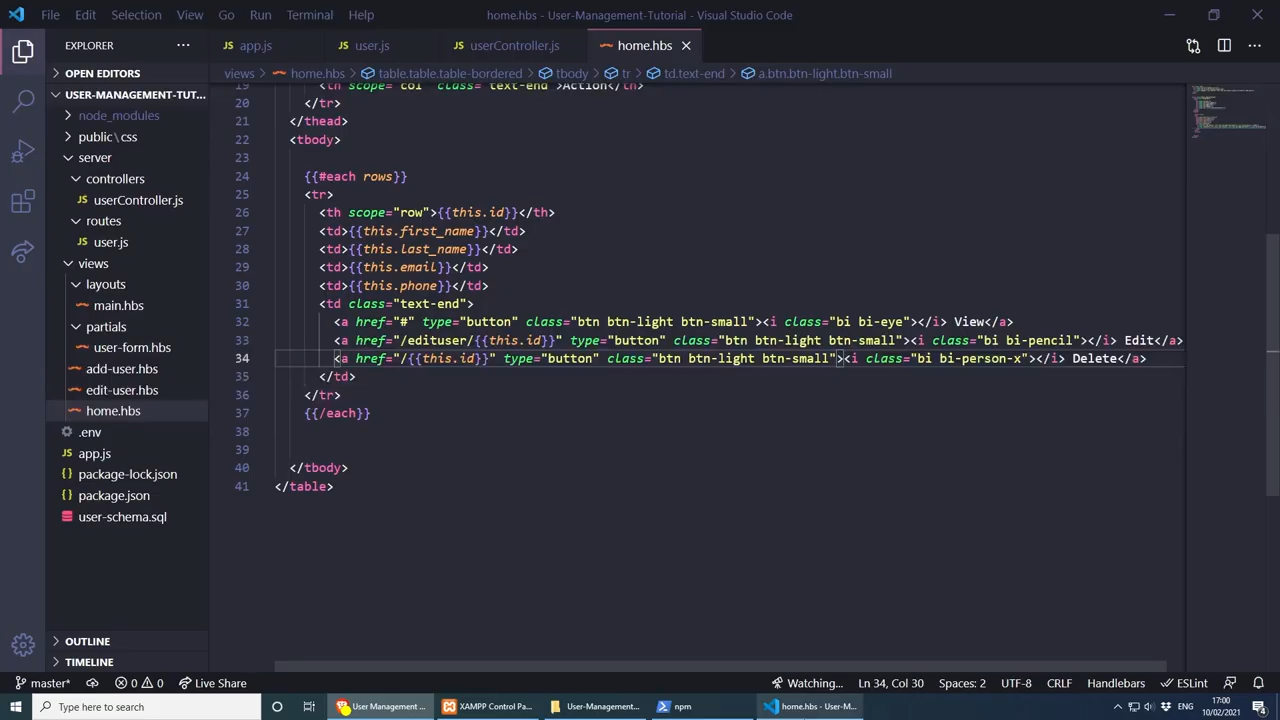 File Edit Selection View Go Run Terminal Help home.hbs - User-Management-Tutorial - Visual Studio Code
EXPLORER
app.js user.js userController.js home.hbs
OPEN EDITORS
views > home.hbs > table.table.table-bordered > tbody > tr > td.text-end > a.btn.btn-light.btn-small
USER-MANAGEMENT-TUT...
node_modules
public\css
server
controllers
userController.js
routes
user.js
views
layouts
main.hbs
partials
user-form.hbs
add-user.hbs
edit-user.hbs
home.hbs
.env
app.js
package-lock.json
package.json
user-schema.sql
OUTLINE
TIMELINE
19 <th scope="col" class="text-end">Action</th>
20 </tr>
21 </thead>
22 <tbody>
23
24 {{#each rows}}
25 <tr>
26 <th scope="row">{{this.id}}</th>
27 <td>{{this.first_name}}</td>
28 <td>{{this.last_name}}</td>
29 <td>{{this.email}}</td>
30 <td>{{this.phone}}</td>
31 <td class="text-end">
32 <a href="#" type="button" class="btn btn-light btn-small"><i class="bi bi-eye"></i> View</a>
33 <a href="/edituser/{{this.id}}" type="button" class="btn btn-light btn-small"><i class="bi bi-pencil"></i> Edit</a>
34 <a href="/{{this.id}}" type="button" class="btn btn-light btn-small"><i class="bi bi-person-x"></i> Delete</a>
35 </td>
36 </tr>
37 {{/each}}
38
39
40 </tbody>
41 </table>
master* 0 0 Live Share Watching... Ln 34, Col 30 Spaces: 2 UTF-8 CRLF Handlebars ESLint
Type here to search User Management ... XAMPP Control Pa... User-Management-... npm home.hbs - User-M... ENG 17:00
10/02/2021
4